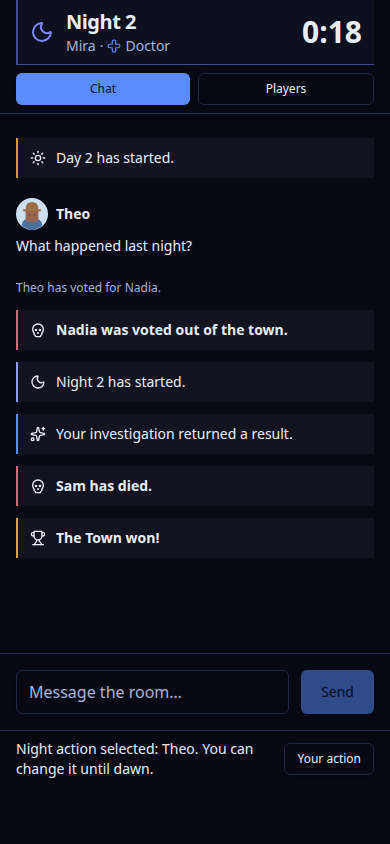 Night 2
Mira · Doctor
0:18
Chat
Players
Day 2 has started.
Theo
What happened last night?
Theo has voted for Nadia.
Nadia was voted out of the town.
Night 2 has started.
Your investigation returned a result.
Sam has died.
The Town won!
Message the room...
Send
Night action selected: Theo. You can
change it until dawn.
Your action